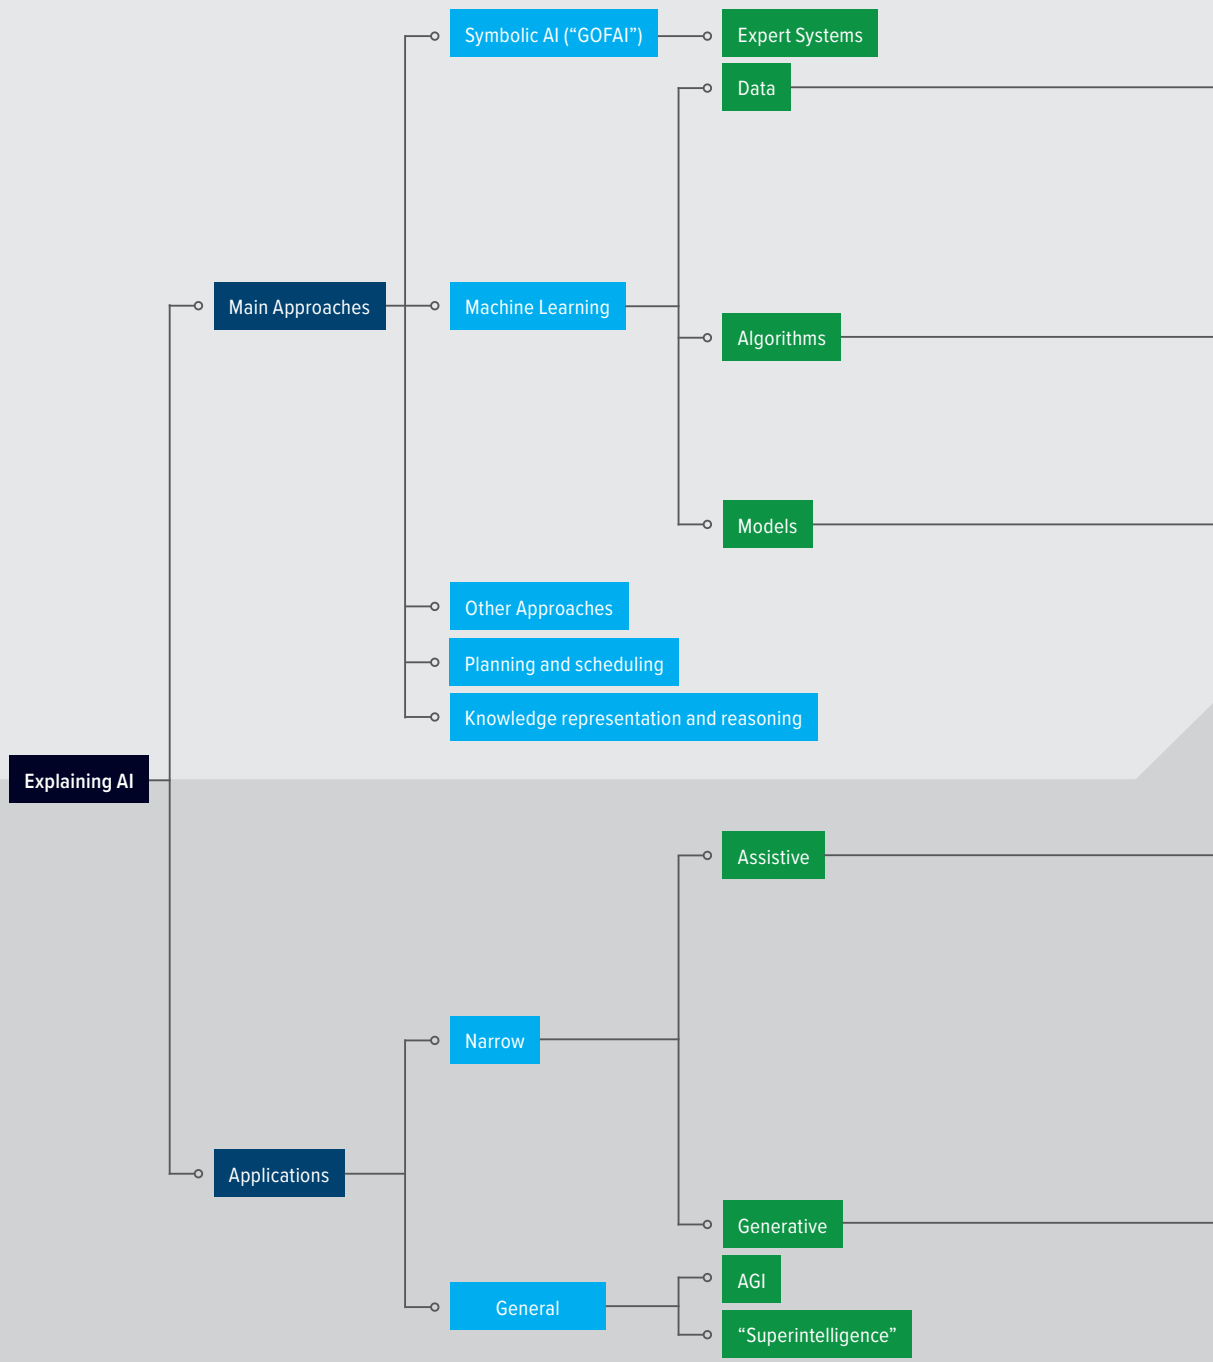 Symbolic AI (“GOFAI”)
Expert Systems
Data
Main Approaches
Machine Learning
Algorithms
Models
Other Approaches
Planning and scheduling
Knowledge representation and reasoning
Explaining AI
Assistive
Narrow
Applications
Generative
AGI
General
“Superintelligence”